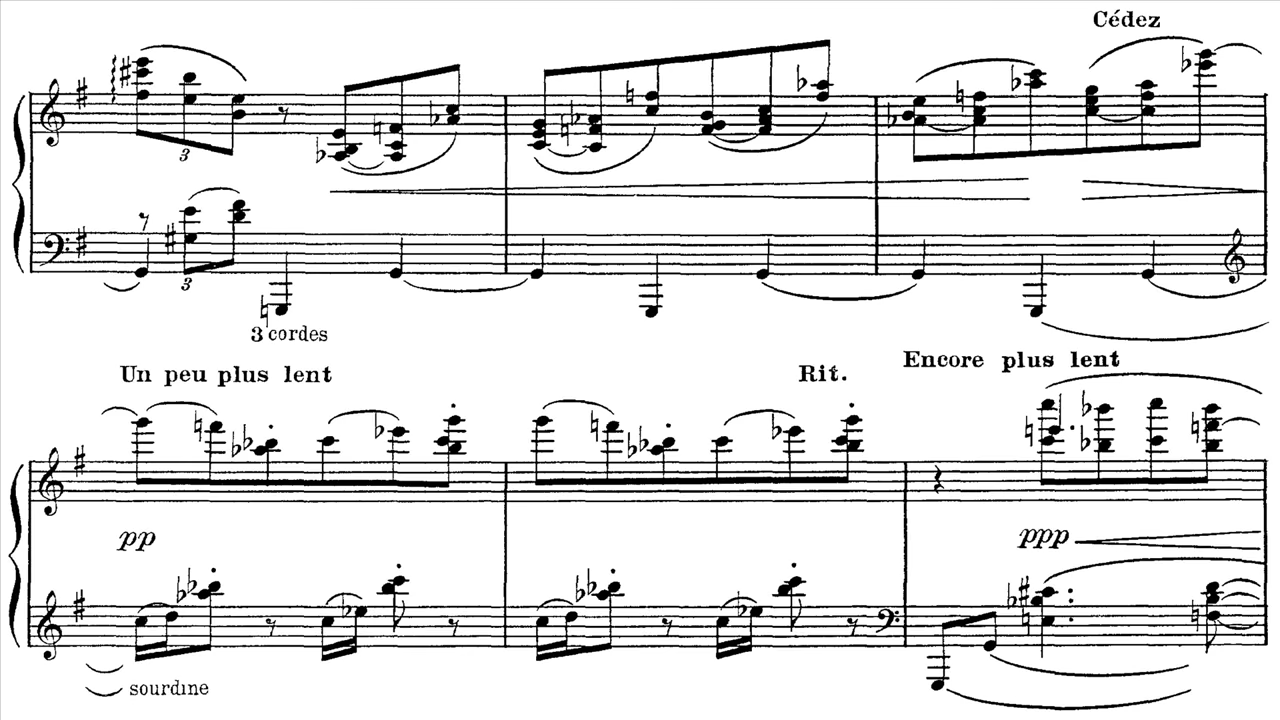 Cédez
3
3
3 cordes
Un peu plus lent Rit. Encore plus lent
pp ppp
sourdine